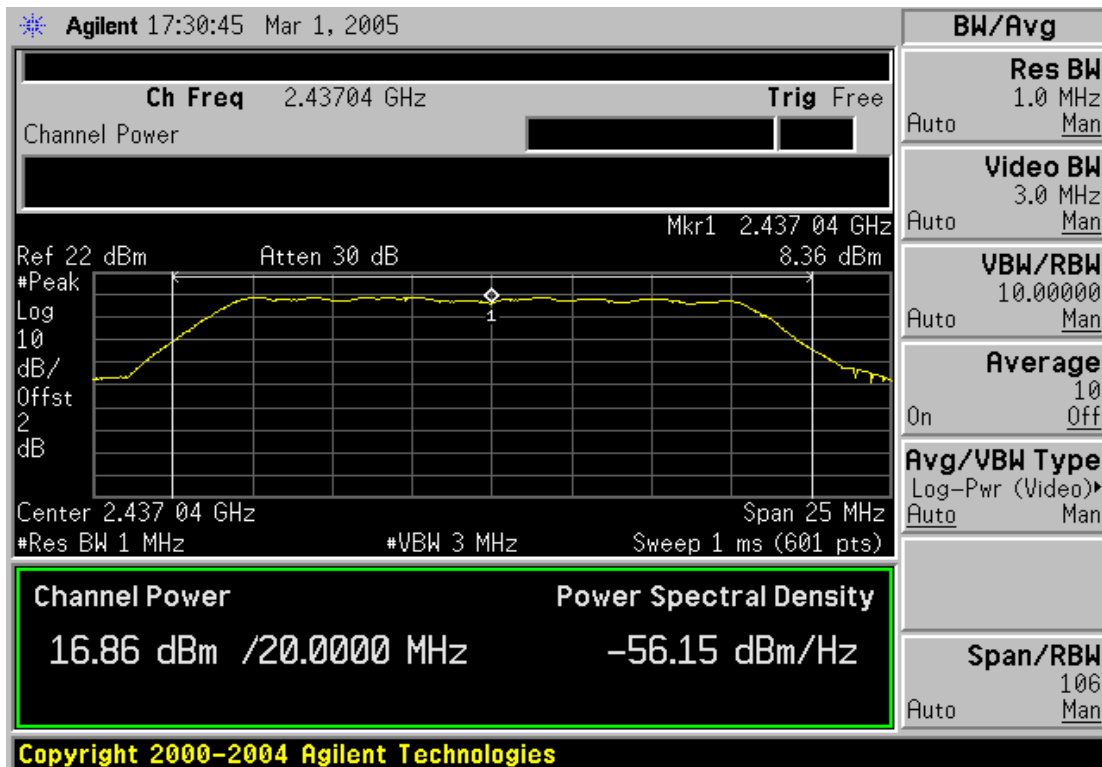 Agilent 17:30:45 Mar 1, 2005
BW/Avg
Ch Freq 2.43704 GHz
Trig Free
Channel Power
Mkr1 2.437 04 GHz
Ref 22 dBm Atten 30 dB 8.36 dBm
#Peak
Log
10
dB/
Offst
2
dB
1
Center 2.437 04 GHz Span 25 MHz
#Res BW 1 MHz #VBW 3 MHz Sweep 1 ms (601 pts)
Channel Power
Power Spectral Density
16.86 dBm /20.0000 MHz
-56.15 dBm/Hz
Res BW
1.0 MHz
Auto Man
Video BW
3.0 MHz
Auto Man
VBW/RBW
10.00000
Auto Man
Average
10
On Off
Avg/VBW Type
Log-Pwr (Video)
Auto Man
Span/RBW
106
Auto Man
Copyright 2000-2004 Agilent Technologies